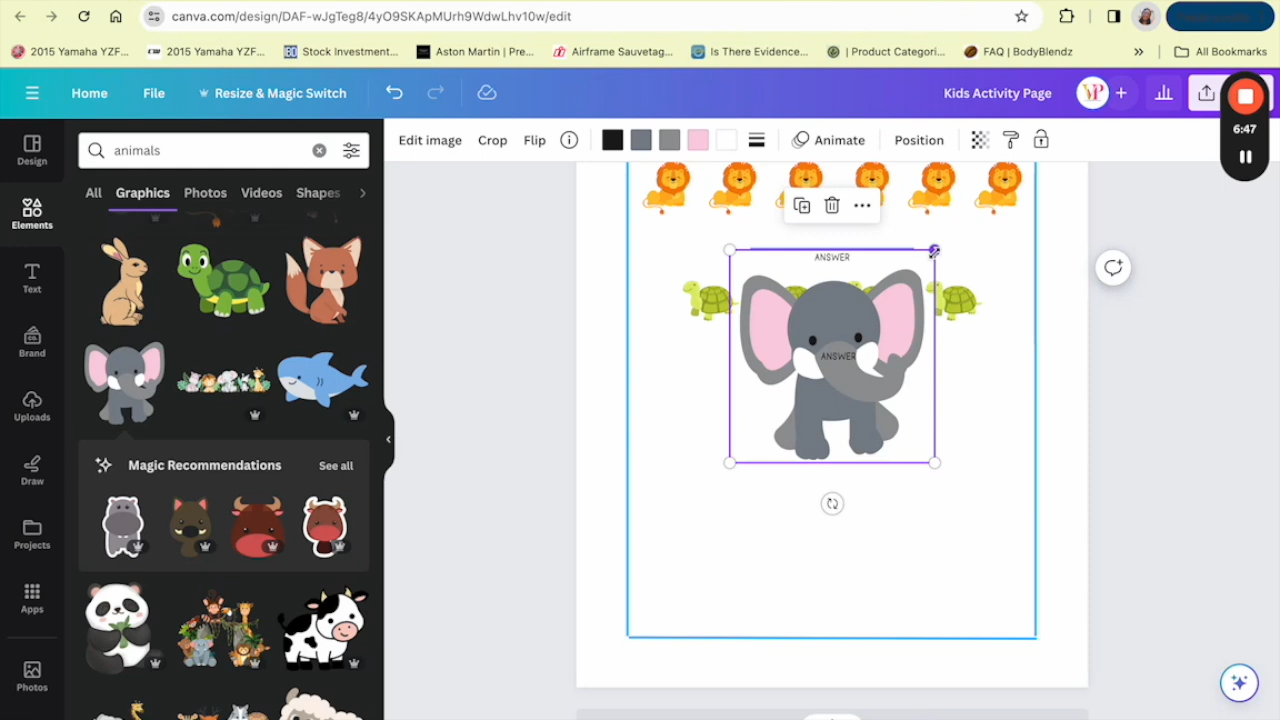 canva.com/design/DAF-wJgTeg8/4yO9SKApMUrh9WdwLhv10w/edit
2015 Yamaha YZF...
2015 Yamaha YZF...
Stock Investment...
Aston Martin | Pre...
Airframe Sauvetag...
Is There Evidence...
| Product Categori...
FAQ | BodyBlendz
»
All Bookmarks
Home
File
Resize & Magic Switch
Kids Activity Page
6:47
Design
Elements
Text
Brand
Uploads
Draw
Projects
Apps
Photos
animals
All
Graphics
Photos
Videos
Shapes
Magic Recommendations
See all
Edit image
Crop
Flip
Animate
Position
ANSWER
ANSWER